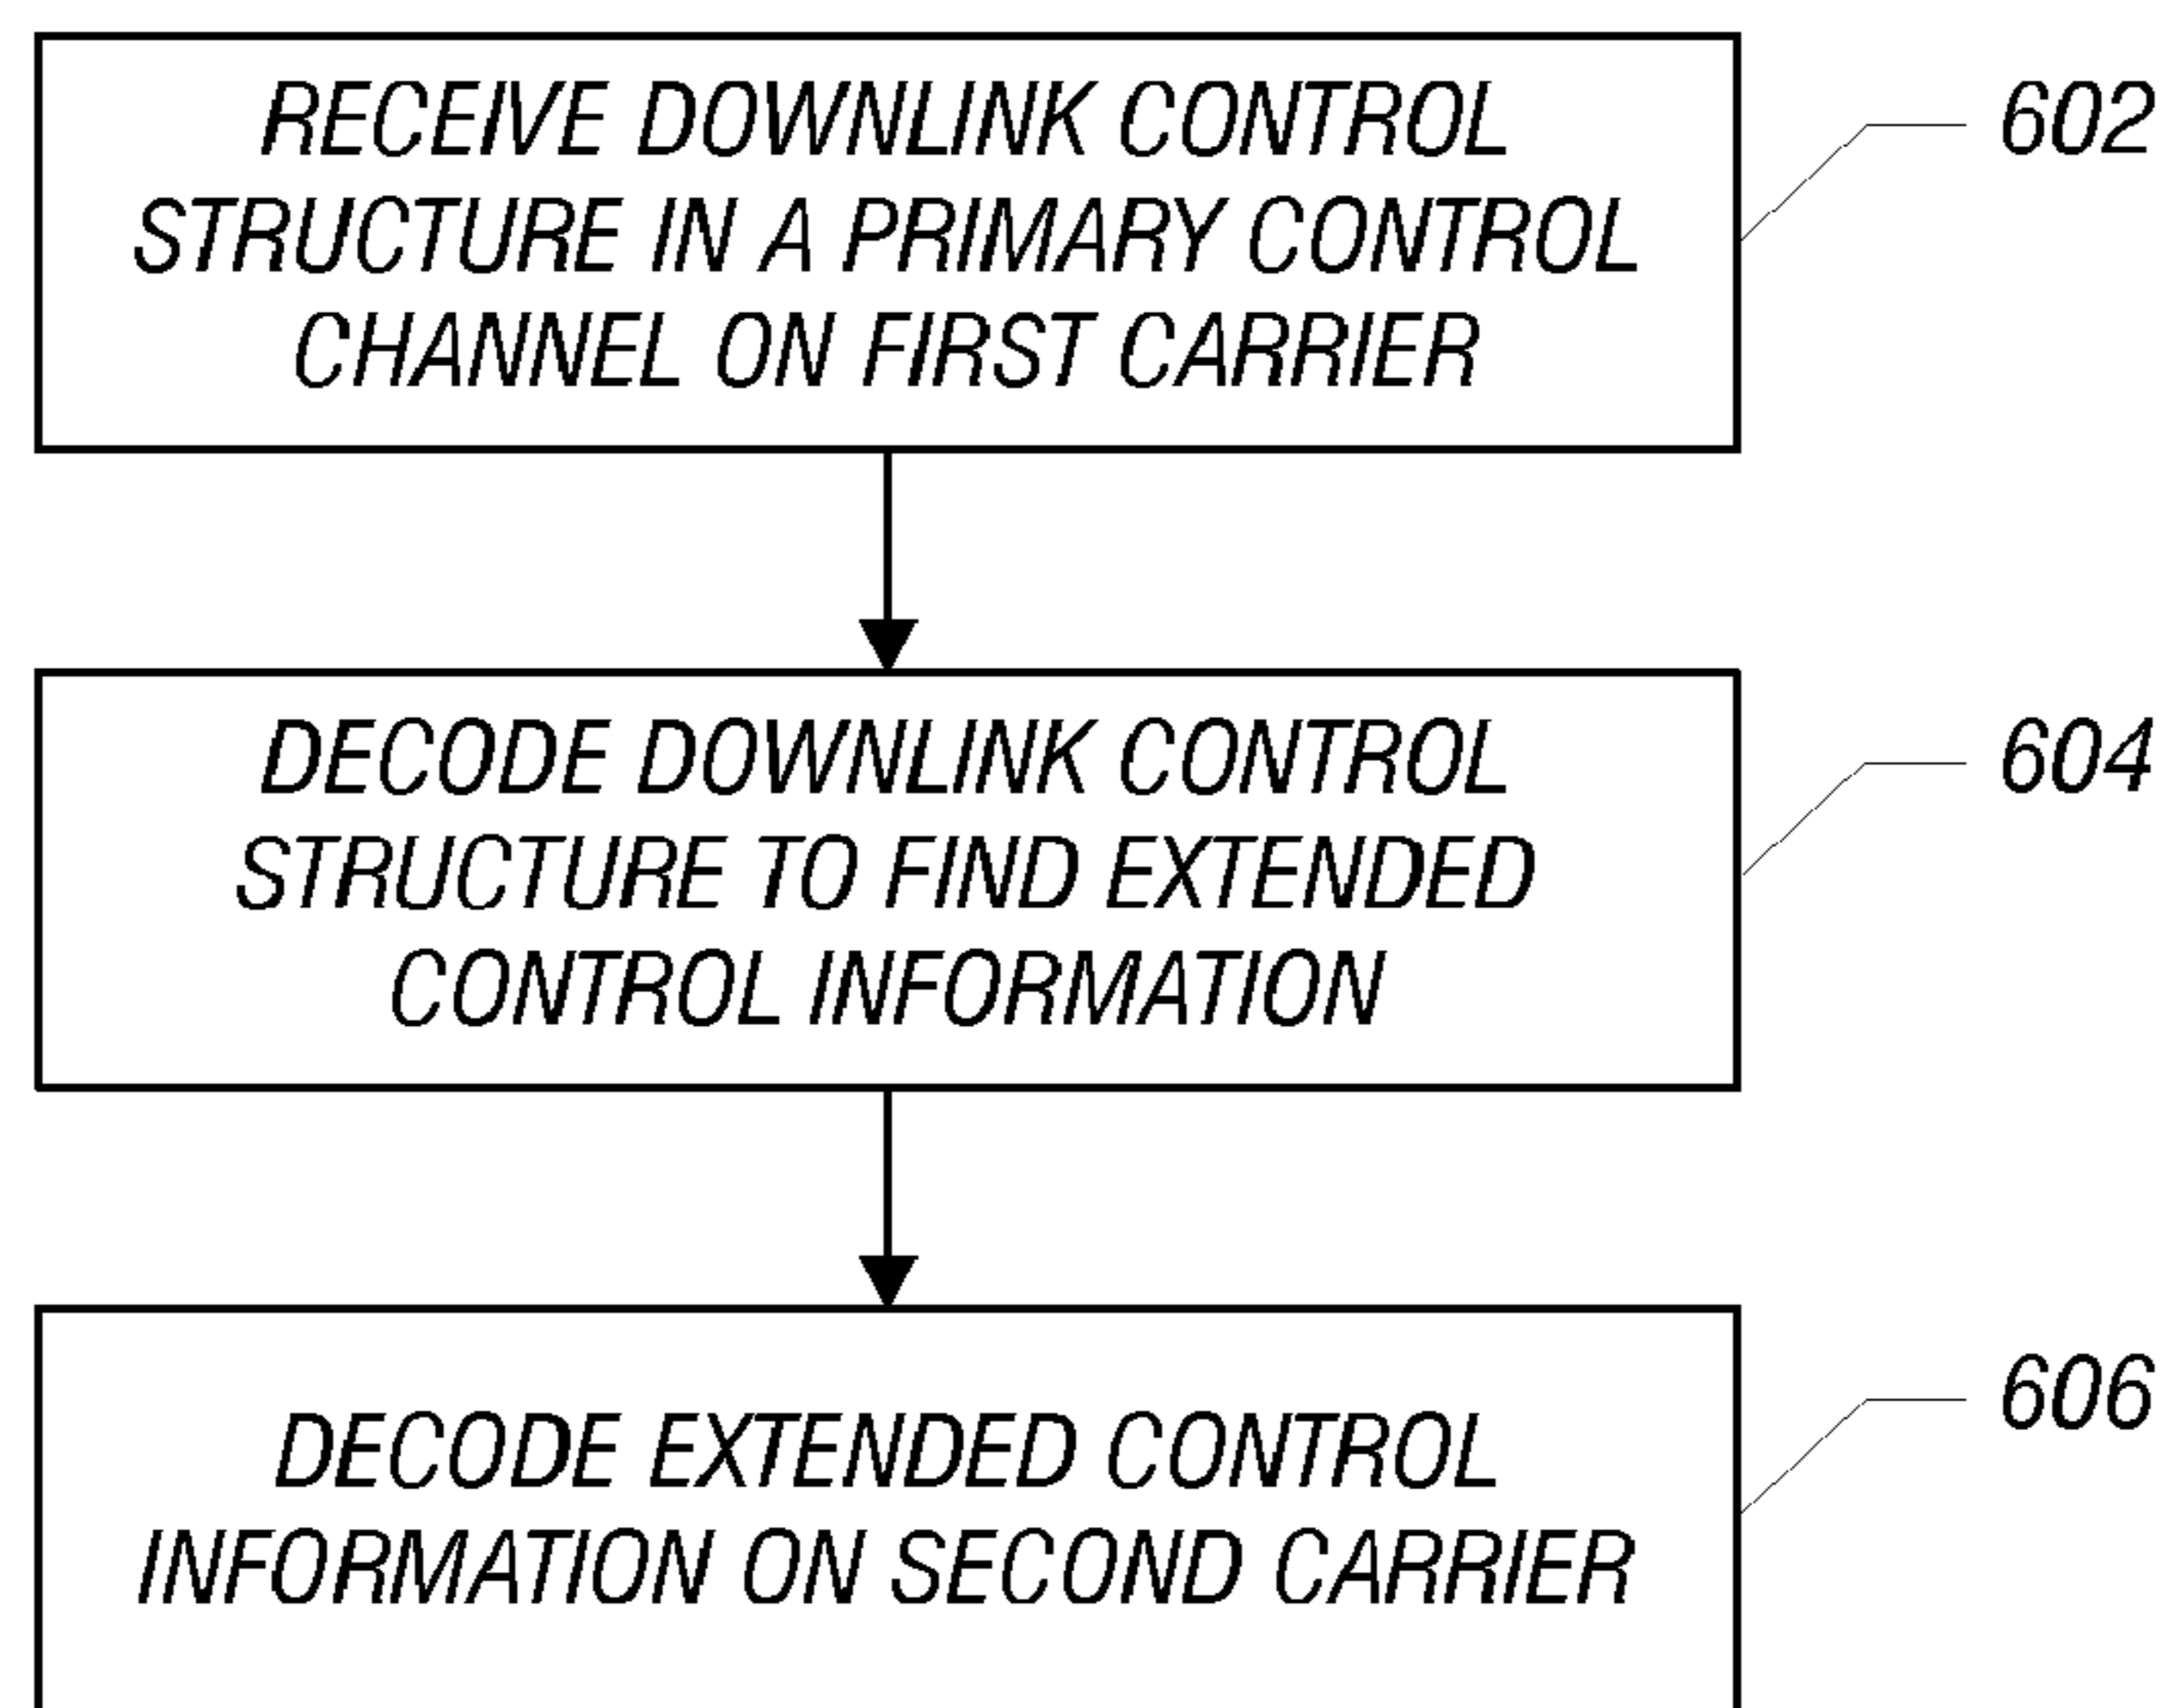 RECEIVE DOWNLINK CONTROL
STRUCTURE IN A PRIMARY CONTROL
CHANNEL ON FIRST CARRIER
602
DECODE DOWNLINK CONTROL
STRUCTURE TO FIND EXTENDED
CONTROL INFORMATION
604
DECODE EXTENDED CONTROL
INFORMATION ON SECOND CARRIER
606